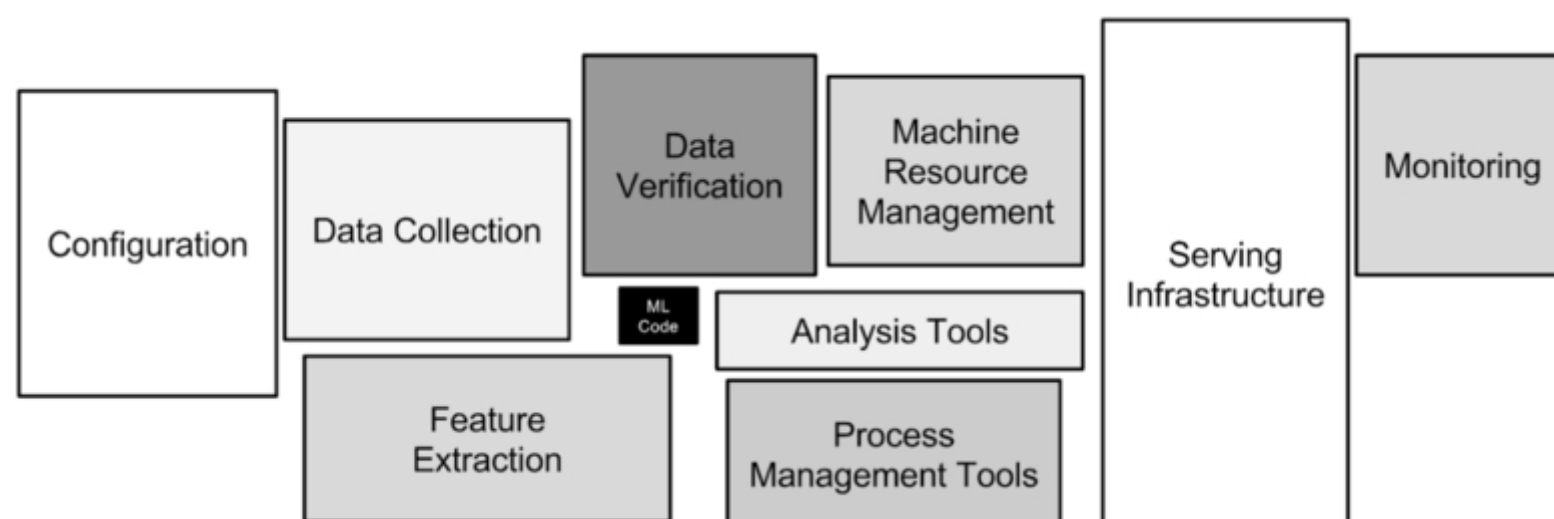 Configuration
Data Collection
Feature
Extraction
Data
Verification
ML
Code
Machine
Resource
Management
Analysis Tools
Process
Management Tools
Serving
Infrastructure
Monitoring